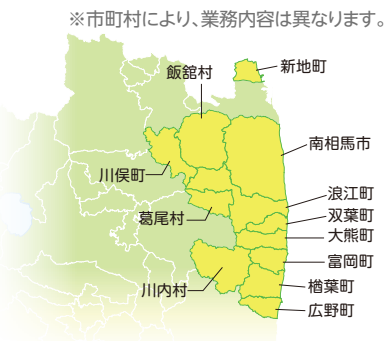 ※市町村により、業務内容は異なります。
飯舘村
新地町
南相馬市
川俣町
浪江町
葛尾村
双葉町
大熊町
富岡町
川内村
楢葉町
広野町